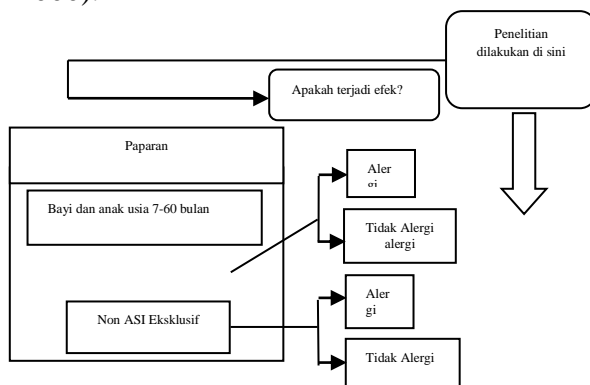 Penelitian
dilakukan di sini
Apakah terjadi efek?
Paparan
Bayi dan anak usia 7-60 bulan
Aler
gi
Tidak Alergi
alergi
Non ASI Eksklusif
Aler
gi
Tidak Alergi